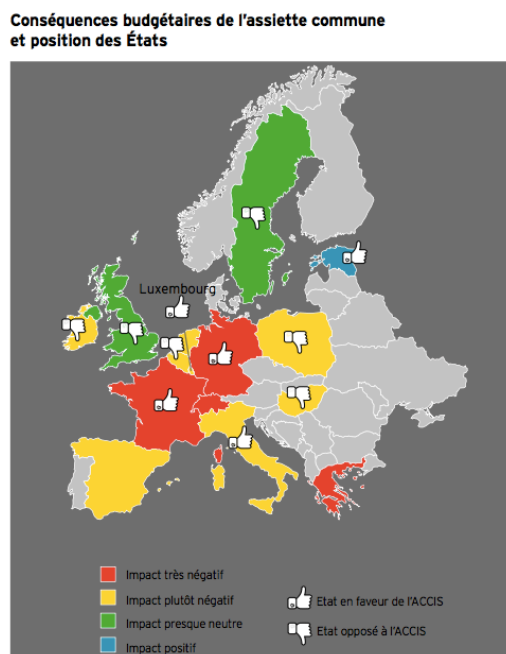 Conséquences budgétaires de l'assiette commune
et position des États
Luxembourg
Impact très négatif
Impact plutôt négatif
Impact presque neutre
Impact positif
Etat en faveur de l'ACCIS
Etat opposé à l'ACCIS